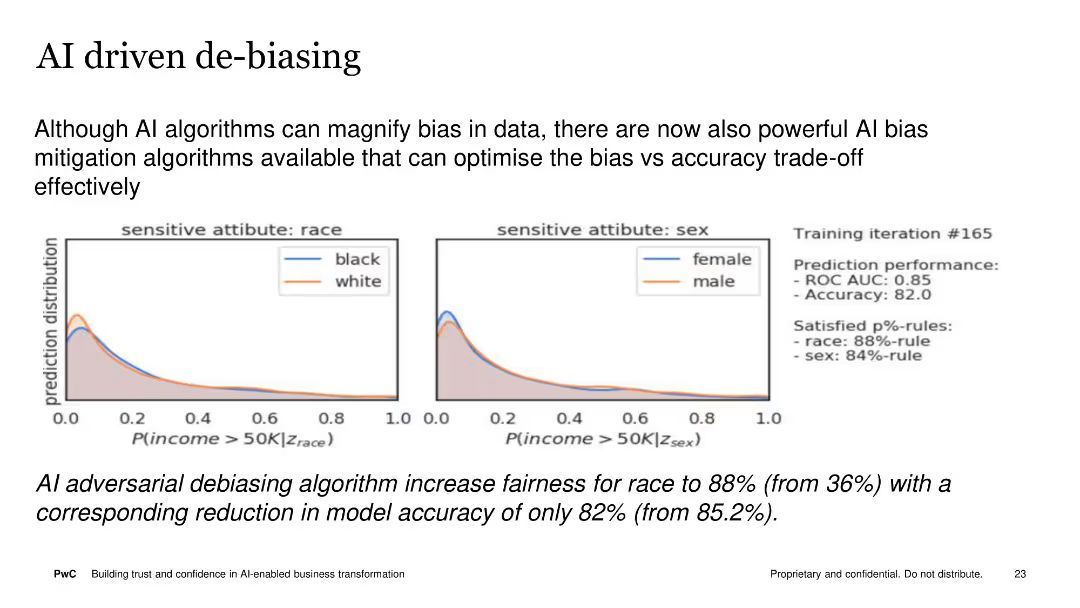 AI driven de-biasing
Although AI algorithms can magnify bias in data, there are now also powerful AI bias
mitigation algorithms available that can optimise the bias vs accuracy trade-off
effectively
sensitive attibute: race
black
white
prediction distribution
0.0 0.2 0.4 0.6 0.8 1.0
P(income > 50K|z_race)
sensitive attibute: sex
female
male
0.0 0.2 0.4 0.6 0.8 1.0
P(income > 50K|z_sex)
Training iteration #165
Prediction performance:
- ROC AUC: 0.85
- Accuracy: 82.0
Satisfied p%-rules:
- race: 88%-rule
- sex: 84%-rule
AI adversarial debiasing algorithm increase fairness for race to 88% (from 36%) with a
corresponding reduction in model accuracy of only 82% (from 85.2%).
PwC Building trust and confidence in AI-enabled business transformation
Proprietary and confidential. Do not distribute. 23